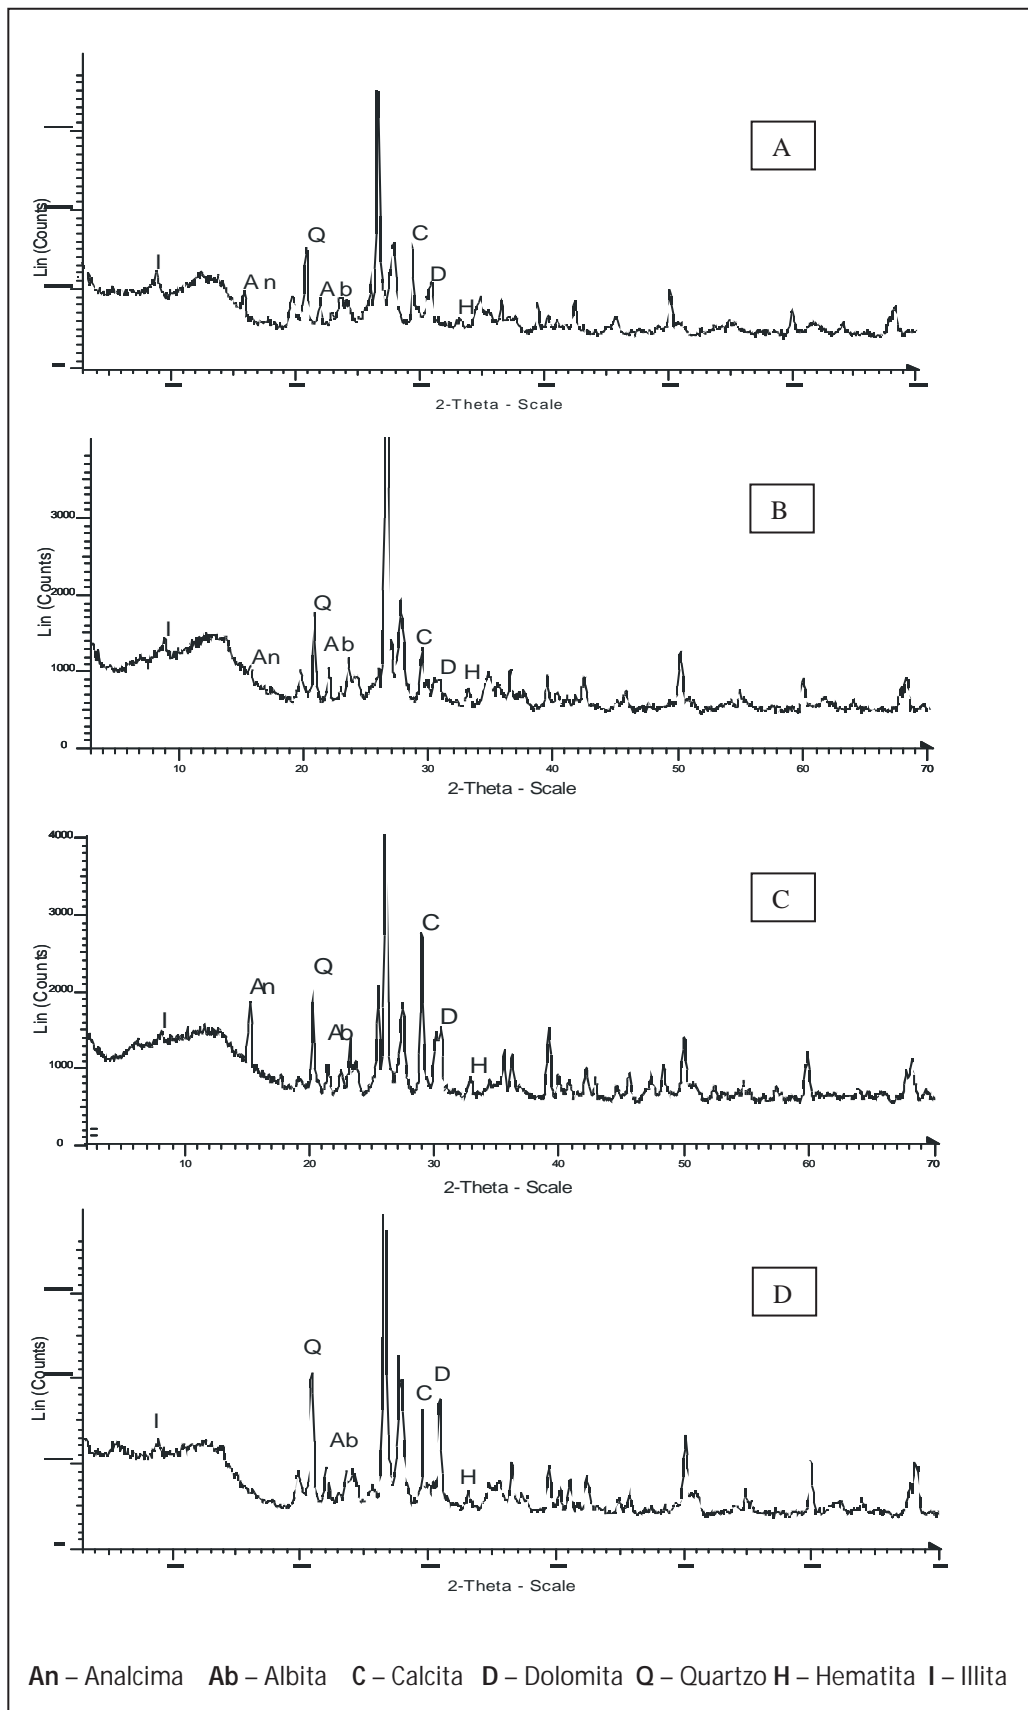 A
Lin (Counts)
I
An
Q
Ab
C
D
H
2-Theta - Scale
B
Lin (Counts)
3000
2000
1000
0
I
An
Q
Ab
C
D
H
10 20 30 40 50 60 70
2-Theta - Scale
C
Lin (Counts)
4000
3000
2000
1000
0
I
An
Q
Ab
C
D
H
10 20 30 40 50 60 70
2-Theta - Scale
D
Lin (Counts)
I
Q
Ab
C
D
H
2-Theta - Scale
An – Analcima Ab – Albita C – Calcita D – Dolomita Q – Quartzo H – Hematita I – Illita